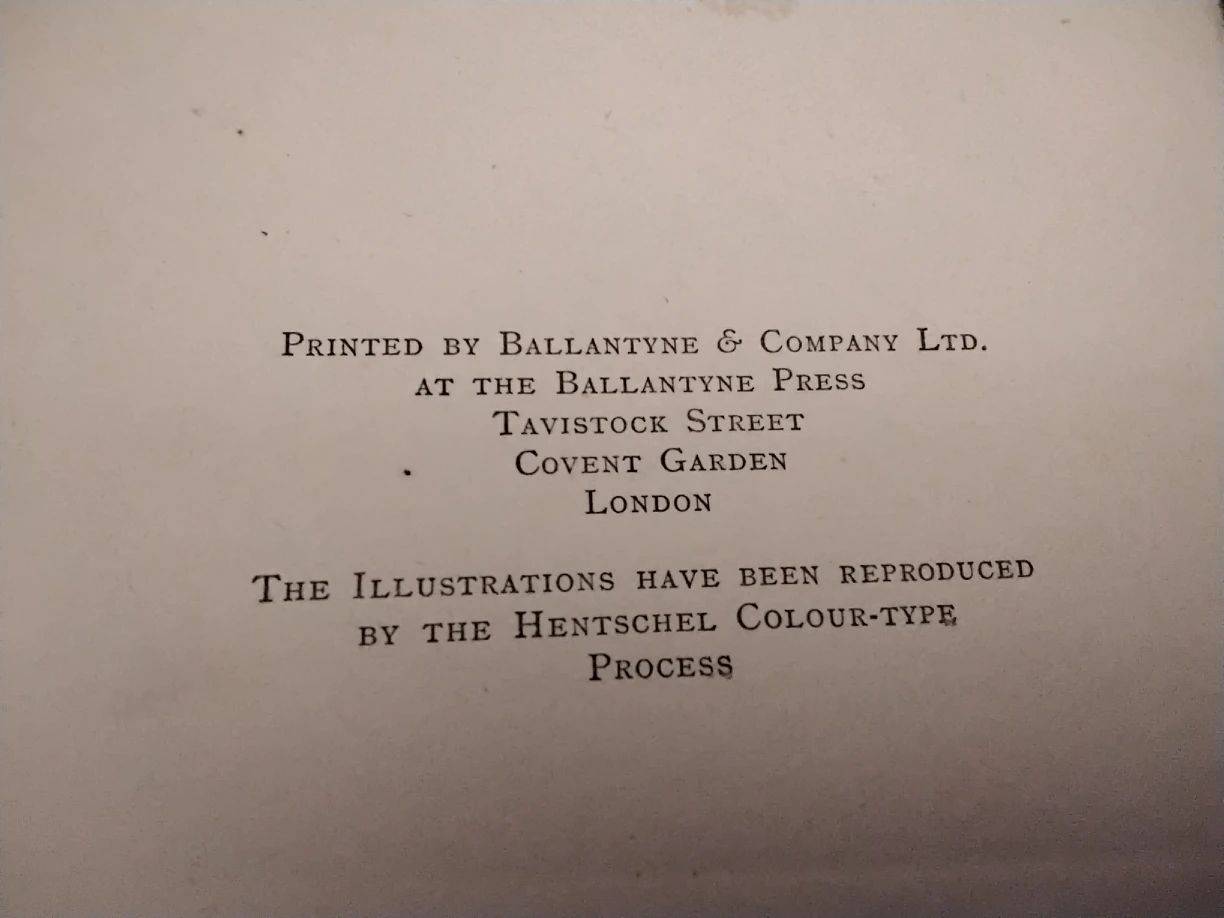 Printed by Ballantyne & Company Ltd.
at the Ballantyne Press
Tavistock Street
Covent Garden
London
The Illustrations have been reproduced
by the Hentschel Colour-type
Process